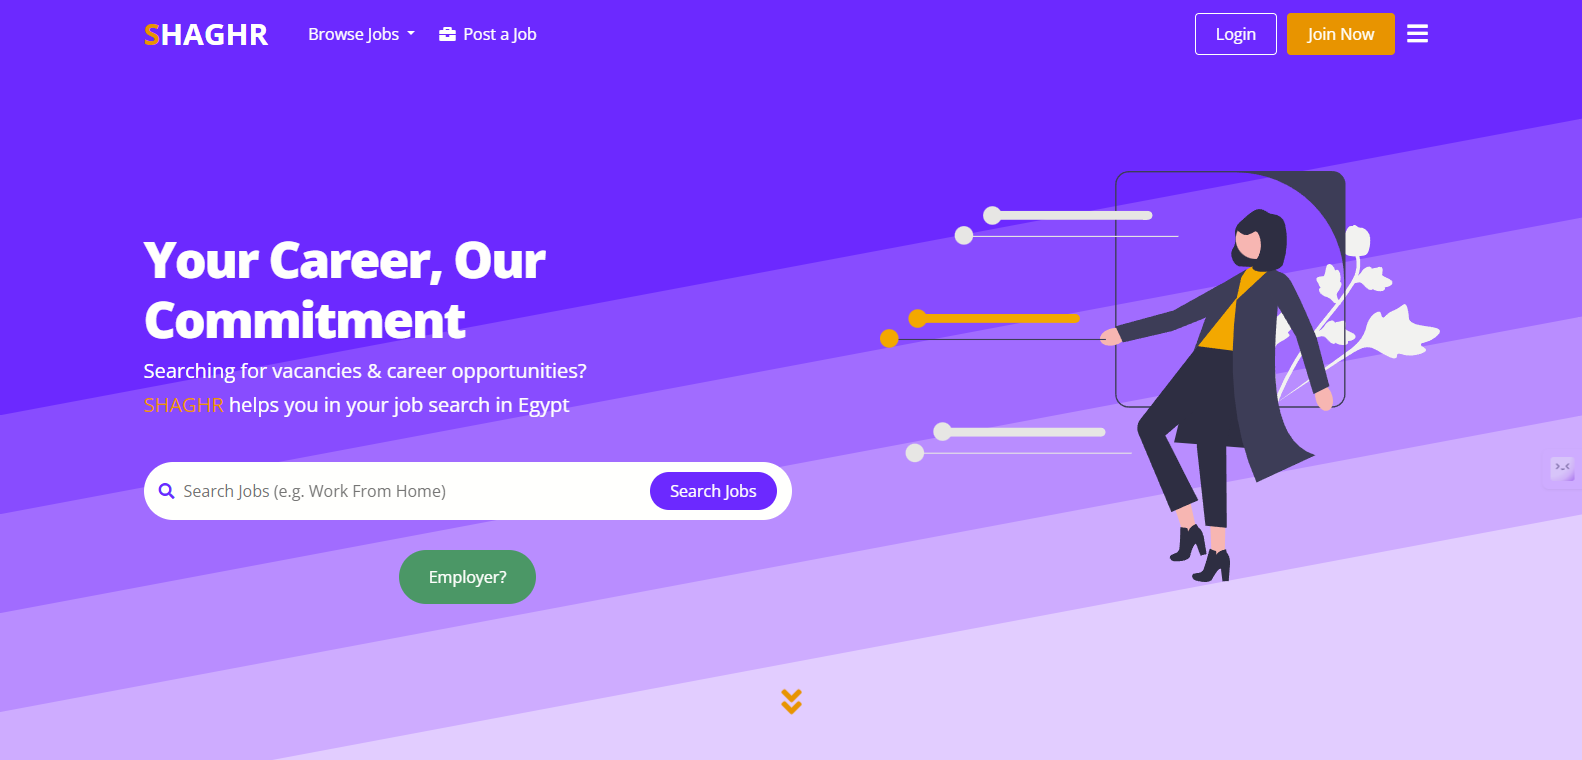 SHAGHR
Browse Jobs
Post a Job
Login
Join Now
Your Career, Our
Commitment
Searching for vacancies & career opportunities?
SHAGHR helps you in your job search in Egypt
Search Jobs (e.g. Work From Home)
Search Jobs
Employer?